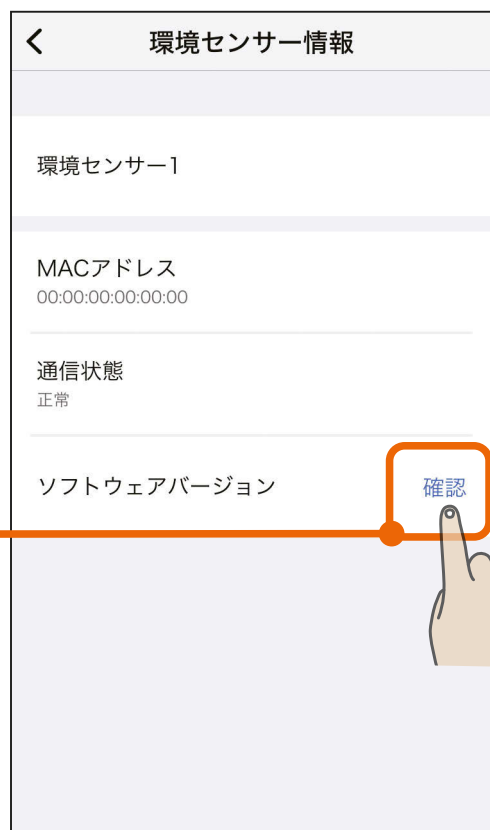 環境センサー情報
環境センサー1
MACアドレス
00:00:00:00:00:00
通信状態
正常
ソフトウェアバージョン 確認